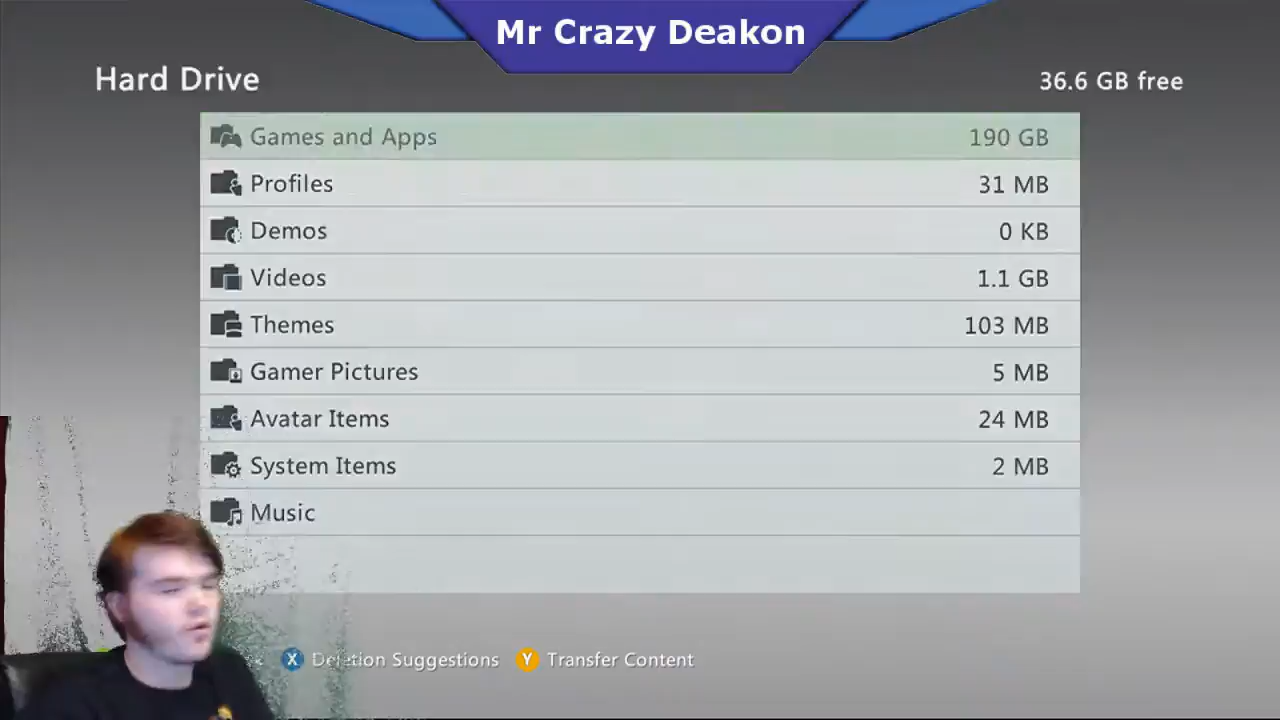 Mr Crazy Deakon
Hard Drive
36.6 GB free
Games and Apps 190 GB
Profiles 31 MB
Demos 0 KB
Videos 1.1 GB
Themes 103 MB
Gamer Pictures 5 MB
Avatar Items 24 MB
System Items 2 MB
Music
X Deletion Suggestions Y Transfer Content